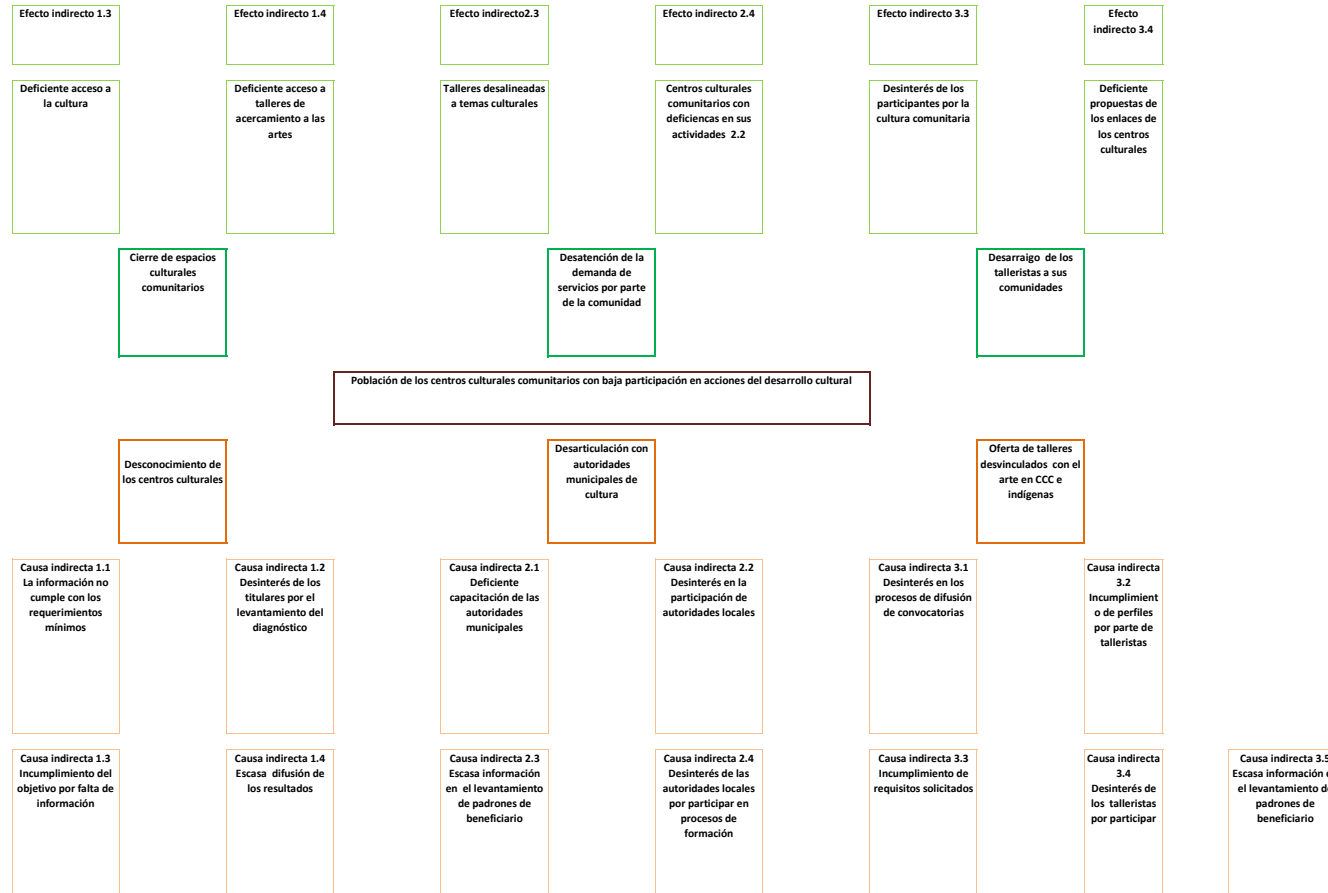 Efecto indirecto 1.3
Efecto indirecto 1.4
Efecto indirecto2.3
Efecto indirecto 2.4
Efecto indirecto 3.3
Efecto
indirecto 3.4
Deficiente acceso a
la cultura
Deficiente acceso a
talleres de
acercamiento a las
artes
Talleres desalineadas
a temas culturales
Centros culturales
comunitarios con
deficencas en sus
actividades 2.2
Desinterés de los
participantes por la
cultura comunitaria
Deficiente
propuestas de
los enlaces de
los centros
culturales
Cierre de espacios
culturales
comunitarios
Desatención de la
demanda de
servicios por parte
de la comunidad
Desarraigo de los
talleristas a sus
comunidades
Población de los centros culturales comunitarios con baja participación en acciones del desarrollo cultural
Desconocimiento de
los centros culturales
Desarticulación con
autoridades
municipales de
cultura
Oferta de talleres
desvinculados con el
arte en CCC e
indígenas
Causa indirecta 1.1
La información no
cumple con los
requerimientos
mínimos
Causa indirecta 1.2
Desinterés de los
titulares por el
levantamiento del
diagnóstico
Causa indirecta 2.1
Deficiente
capacitación de las
autoridades
municipales
Causa indirecta 2.2
Desinterés en la
participación de
autoridades locales
Causa indirecta 3.1
Desinterés en los
procesos de difusión
de convocatorias
Causa indirecta
3.2
Incumplimient
o de perfiles
por parte de
talleristas
Causa indirecta 1.3
Incumplimiento del
objetivo por falta de
información
Causa indirecta 1.4
Escasa difusión de
los resultados
Causa indirecta 2.3
Escasa información
en el levantamiento
de padrones de
beneficiario
Causa indirecta 2.4
Desinterés de las
autoridades locales
por participar en
procesos de
formación
Causa indirecta 3.3
Incumplimiento de
requisitos solicitados
Causa indirecta
3.4
Desinterés de
los talleristas
por participar
Causa indirecta 3.5
Escasa información
el levantamiento
padrones de
beneficiario